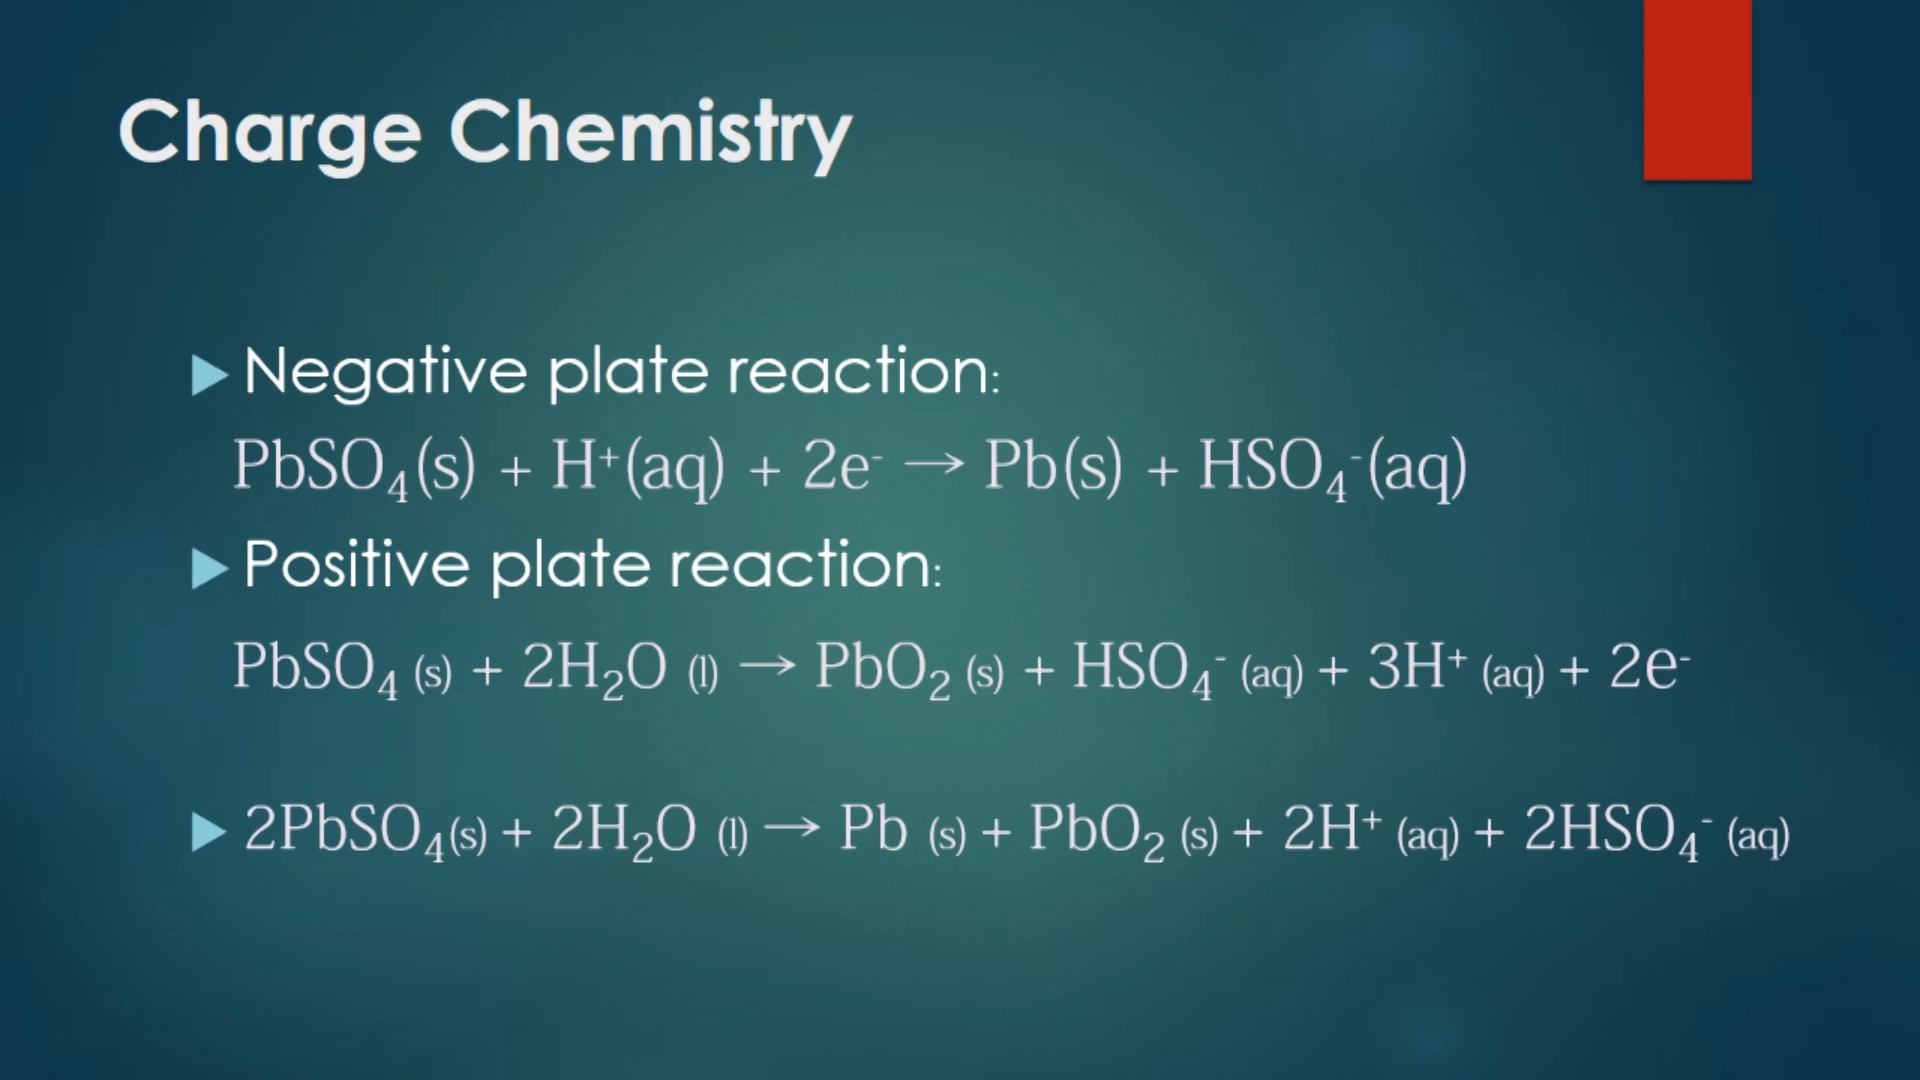 Charge Chemistry
Negative plate reaction:
PbSO₄(s) + H⁺(aq) + 2e⁻ → Pb(s) + HSO₄⁻(aq)
Positive plate reaction:
PbSO₄ (s) + 2H₂O (l) → PbO₂ (s) + HSO₄⁻ (aq) + 3H⁺ (aq) + 2e⁻
2PbSO₄(s) + 2H₂O (l) → Pb (s) + PbO₂ (s) + 2H⁺ (aq) + 2HSO₄⁻ (aq)